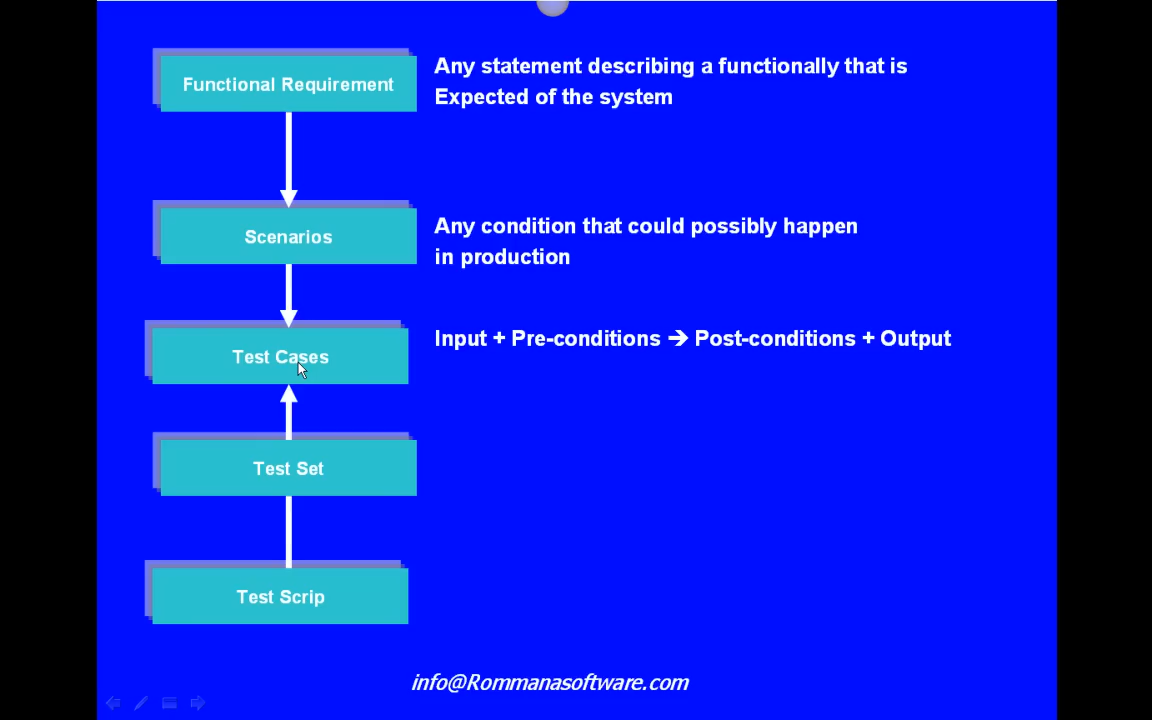 Functional Requirement
Any statement describing a functionally that is
Expected of the system
Scenarios
Any condition that could possibly happen
in production
Test Cases
Input + Pre-conditions ➔ Post-conditions + Output
Test Set
Test Scrip
info@Rommanasoftware.com